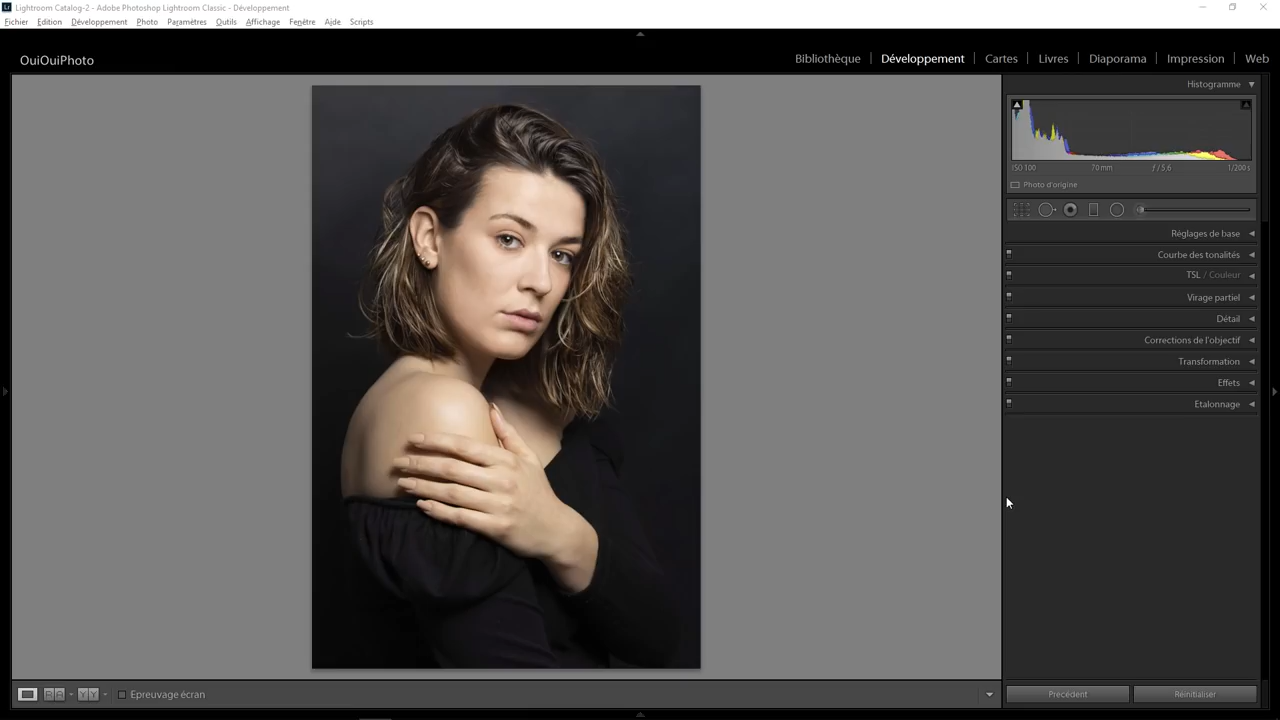 Lightroom Catalog-2 - Adobe Photoshop Lightroom Classic - Développement
Fichier Edition Développement Photo Paramètres Outils Affichage Fenêtre Aide Scripts
OuiOuiPhoto
Bibliothèque | Développement | Cartes | Livres | Diaporama | Impression | Web
Histogramme
ISO 100 70 mm ƒ / 5,6 1/200 s
Photo d'origine
Réglages de base
Courbe des tonalités
TSL / Couleur
Virage partiel
Détail
Corrections de l'objectif
Transformation
Effets
Etalonnage
Epreuvage écran
Précédent Réinitialiser